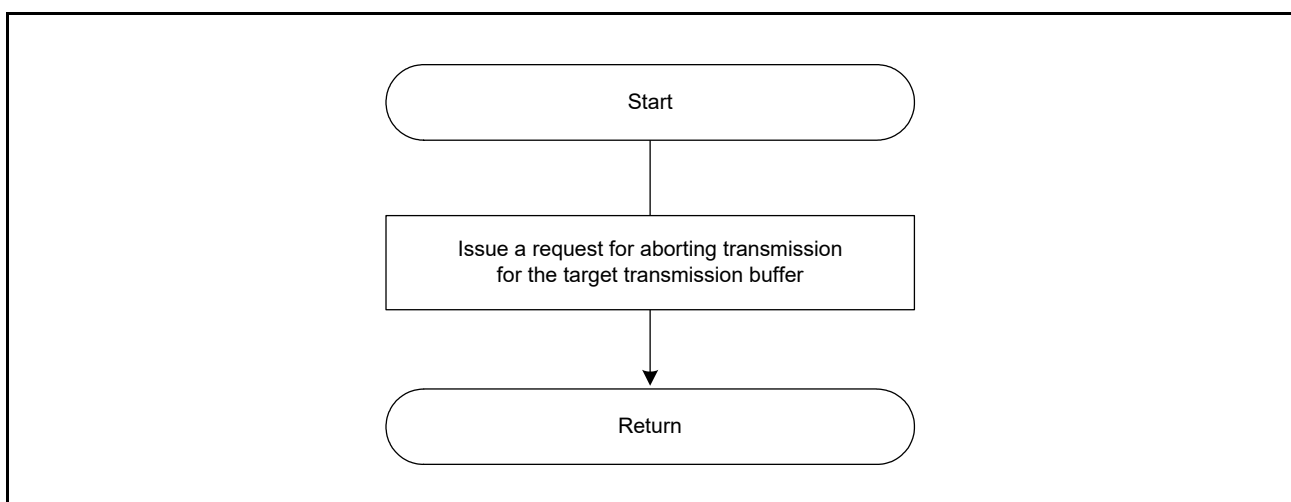 Start
Issue a request for aborting transmission
for the target transmission buffer
Return